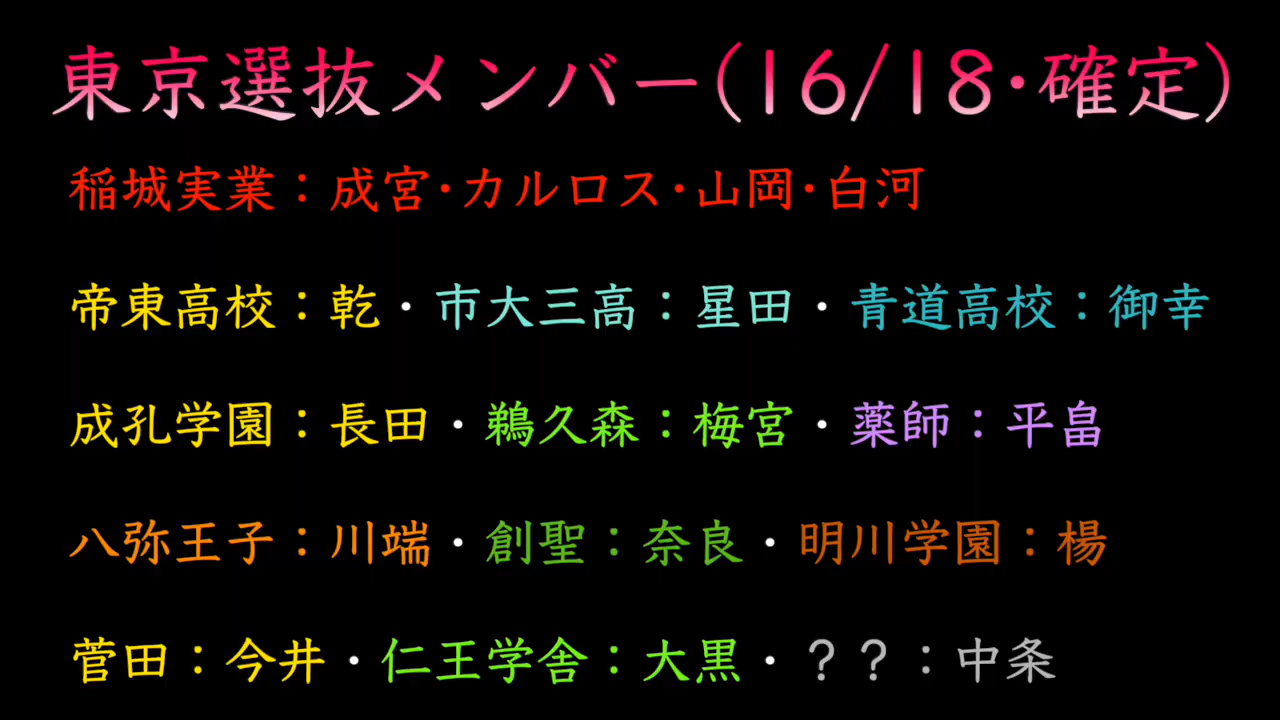 東京選抜メンバー(16/18・確定)
稲城実業：成宮・カルロス・山岡・白河
帝東高校：乾・市大三高：星田・青道高校：御幸
成孔学園：長田・鵜久森：梅宮・薬師：平畠
八弥王子：川端・創聖：奈良・明川学園：楊
菅田：今井・仁王学舎：大黒・？？：中条